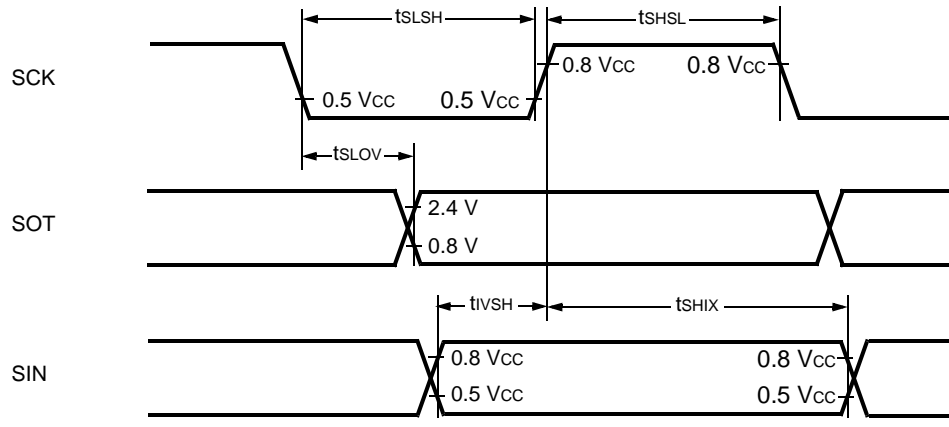 tSLSH tSHSL
SCK 0.5 VCC 0.5 VCC 0.8 VCC 0.8 VCC
tSLOV
SOT 2.4 V
0.8 V
tIVSH tSHIX
SIN 0.8 VCC 0.8 VCC
0.5 VCC 0.5 VCC